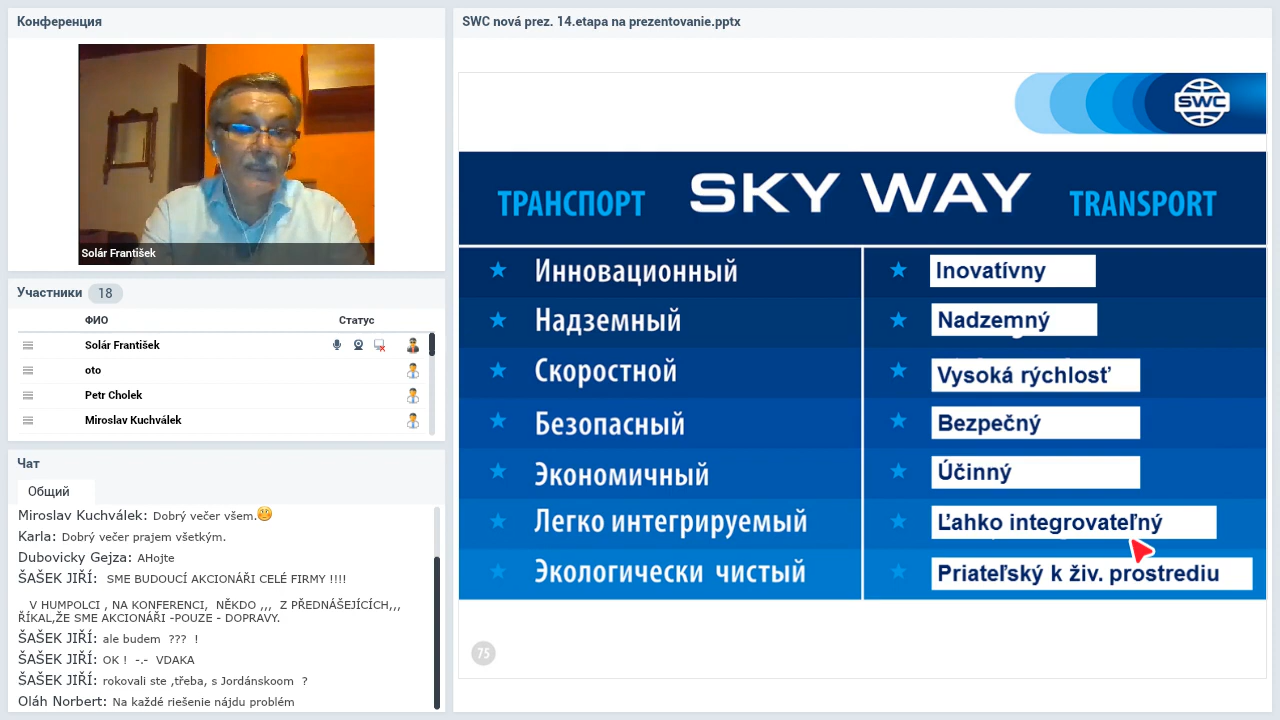 Конференция
Solár František
Участники 18
ФИО Статус
Solár František
oto
Petr Cholek
Miroslav Kuchválek
Чат
Общий
Miroslav Kuchválek: Dobrý večer všem.
Karla: Dobrý večer prajem všetkým.
Dubovicky Gejza: AHojte
ŠAŠEK JIŘÍ: SME BUDOUCÍ AKCIONÁŘI CELÉ FIRMY !!!!
V HUMPOLCI , NA KONFERENCI, NĚKDO ,,, Z PŘEDNÁŠEJÍCÍCH,,,
ŘÍKAL,ŽE SME AKCIONÁŘI -POUZE - DOPRAVY.
ŠAŠEK JIŘÍ: ale budem ??? !
ŠAŠEK JIŘÍ: OK ! -.- VDAKA
ŠAŠEK JIŘÍ: rokovali ste ,třeba, s Jordánskoom ?
Oláh Norbert: Na každé riešenie nájdu problém
SWC nová prez. 14.etapa na prezentovanie.pptx
SWC
ТРАНСПОРТ SKY WAY TRANSPORT
Инновационный Inovatívny
Надземный Nadzemný
Скоростной Vysoká rýchlosť
Безопасный Bezpečný
Экономичный Účinný
Легко интегрируемый Ľahko integrovateľný
Экологически чистый Priateľský k živ. prostrediu
75